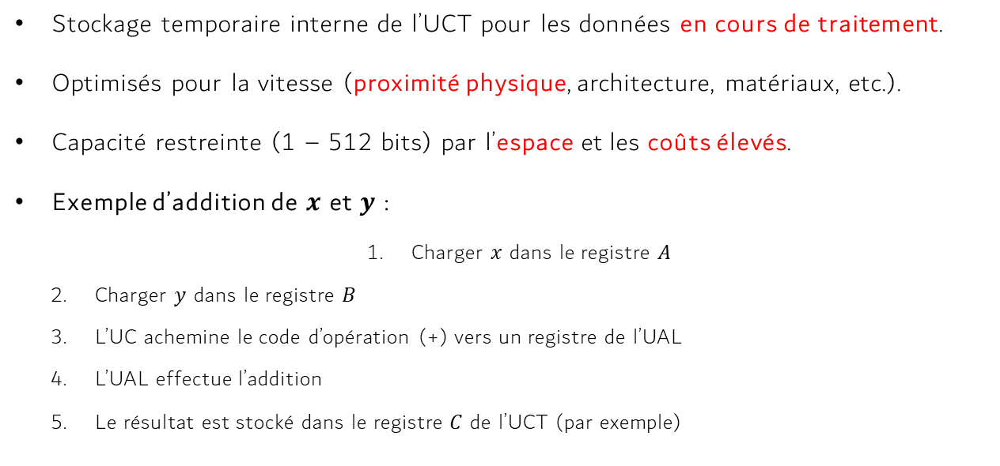 • Stockage temporaire interne de l’UCT pour les données en cours de traitement.
• Optimisés pour la vitesse (proximité physique, architecture, matériaux, etc.).
• Capacité restreinte (1 – 512 bits) par l’espace et les coûts élevés.
• Exemple d’addition de x et y :
1. Charger x dans le registre A
2. Charger y dans le registre B
3. L’UC achemine le code d’opération (+) vers un registre de l’UAL
4. L’UAL effectue l’addition
5. Le résultat est stocké dans le registre C de l’UCT (par exemple)